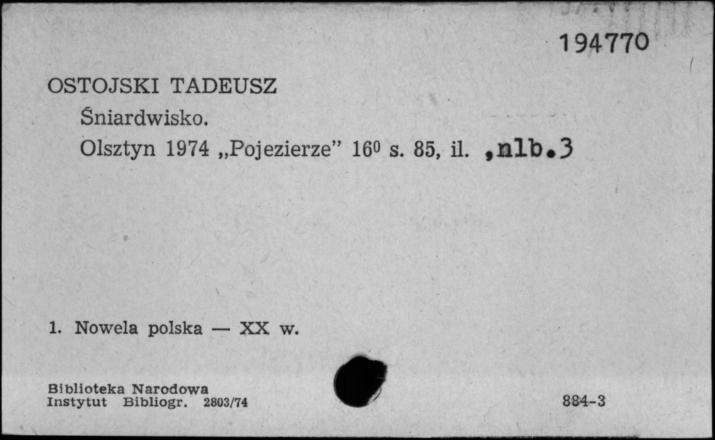 194770
OSTOJSKI TADEUSZ
Śniardwisko.
Olsztyn 1974 „Pojezierze” 16⁰ s. 85, il. ,nlb.3
1. Nowela polska — XX w.
Biblioteka Narodowa
Instytut Bibliogr. 2803/74
884-3